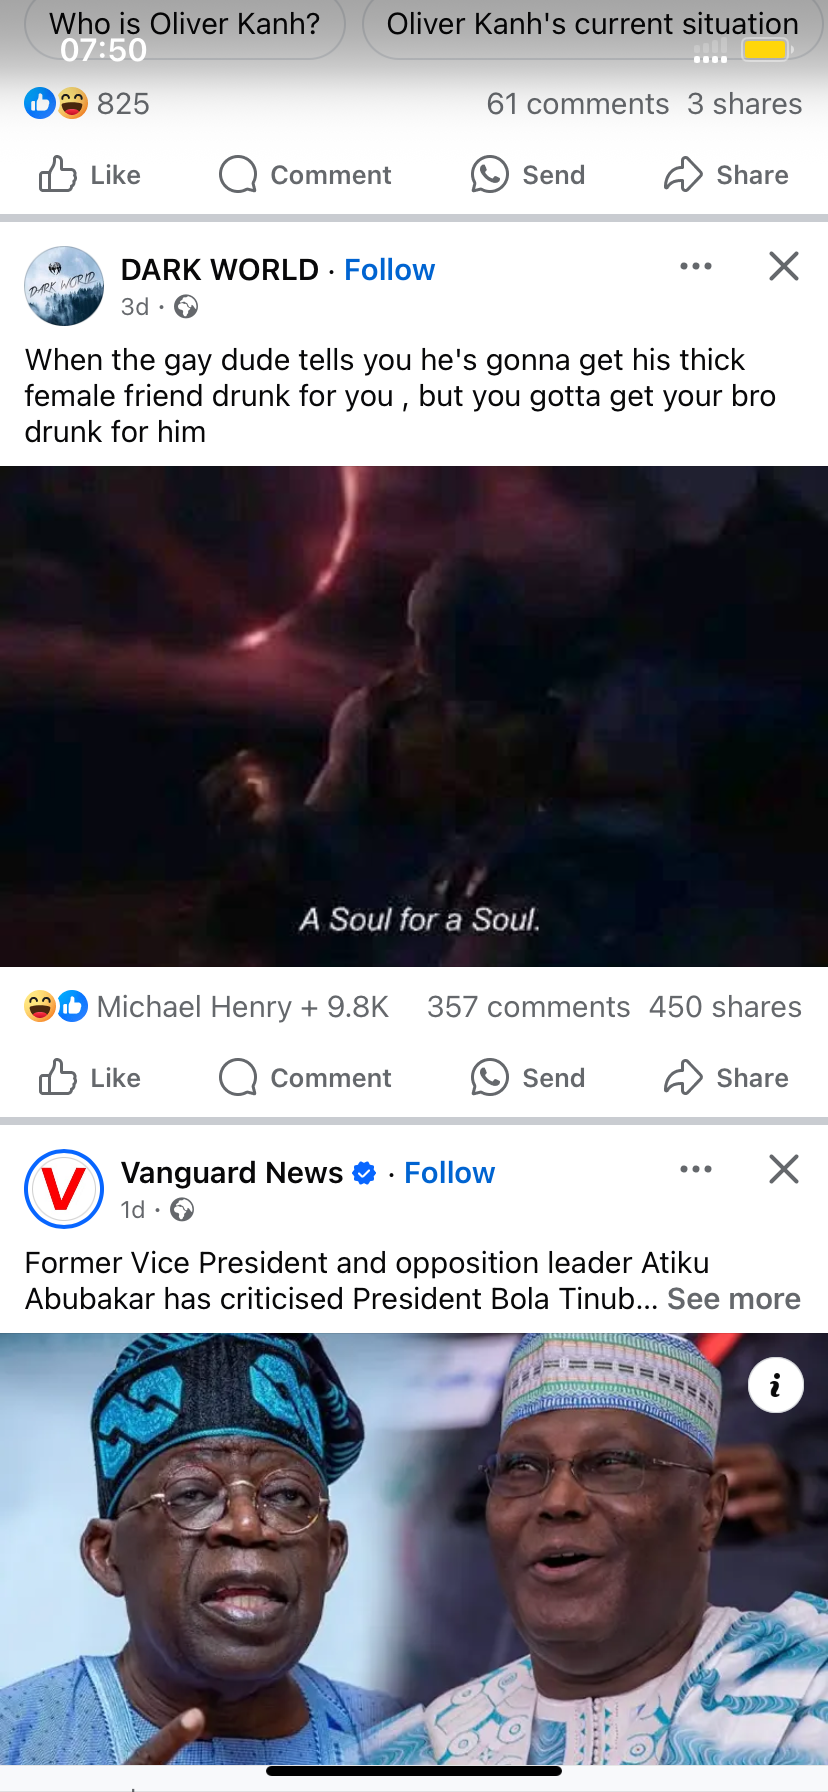 Who is Oliver Kanh?
Oliver Kanh's current situation
07:50
825
61 comments 3 shares
Like
Comment
Send
Share
DARK WORLD · Follow
3d ·
DARK WORLD
When the gay dude tells you he's gonna get his thick
female friend drunk for you , but you gotta get your bro
drunk for him
A Soul for a Soul.
Michael Henry + 9.8K
357 comments 450 shares
Like
Comment
Send
Share
V
Vanguard News · Follow
1d ·
Former Vice President and opposition leader Atiku
Abubakar has criticised President Bola Tinub... See more
i